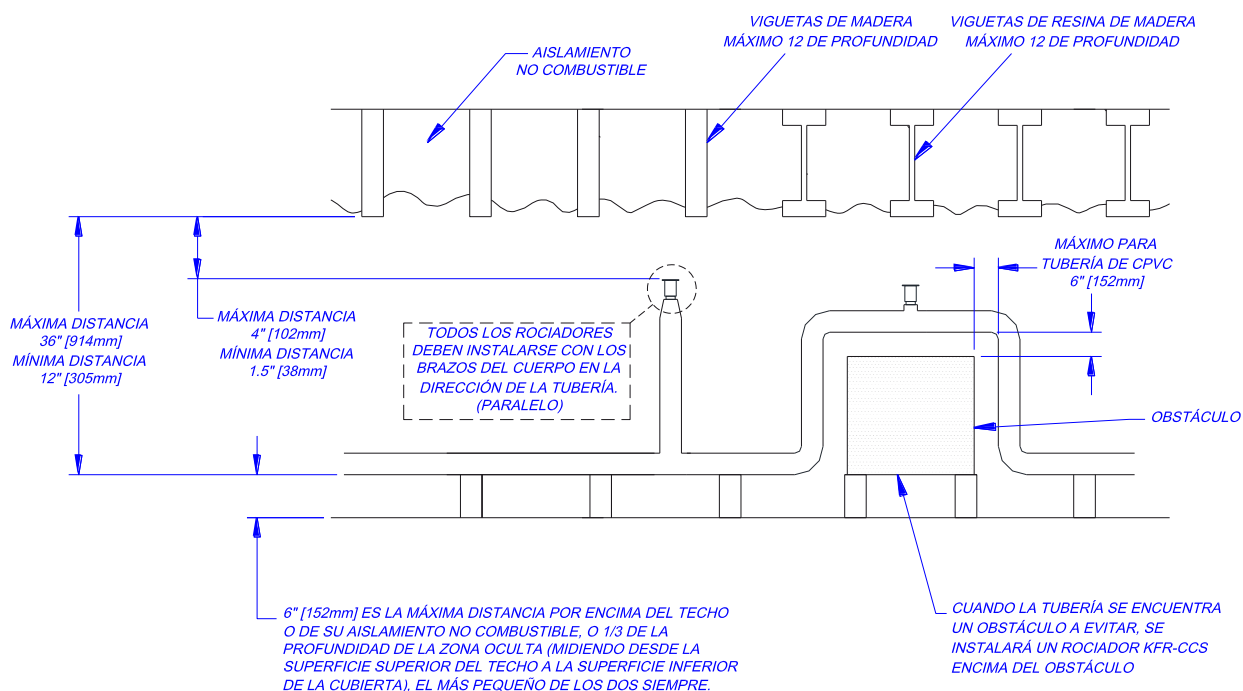 VIGUETAS DE MADERA
MÁXIMO 12 DE PROFUNDIDAD
VIGUETAS DE RESINA DE MADERA
MÁXIMO 12 DE PROFUNDIDAD
AISLAMIENTO
NO COMBUSTIBLE
MÁXIMO PARA
TUBERÍA DE CPVC
6" [152mm]
MÁXIMA DISTANCIA
36" [914mm]
MÍNIMA DISTANCIA
12" [305mm]
MÁXIMA DISTANCIA
4" [102mm]
MÍNIMA DISTANCIA
1.5" [38mm]
TODOS LOS ROCIADORES
DEBEN INSTALARSE CON LOS
BRAZOS DEL CUERPO EN LA
DIRECCIÓN DE LA TUBERÍA.
(PARALELO)
OBSTÁCULO
6" [152mm] ES LA MÁXIMA DISTANCIA POR ENCIMA DEL TECHO
O DE SU AISLAMIENTO NO COMBUSTIBLE, O 1/3 DE LA
PROFUNDIDAD DE LA ZONA OCULTA (MIDIENDO DESDE LA
SUPERFICIE SUPERIOR DEL TECHO A LA SUPERFICIE INFERIOR
DE LA CUBIERTA), EL MÁS PEQUEÑO DE LOS DOS SIEMPRE.
CUANDO LA TUBERÍA SE ENCUENTRA
UN OBSTÁCULO A EVITAR, SE
INSTALARÁ UN ROCIADOR KFR-CCS
ENCIMA DEL OBSTÁCULO